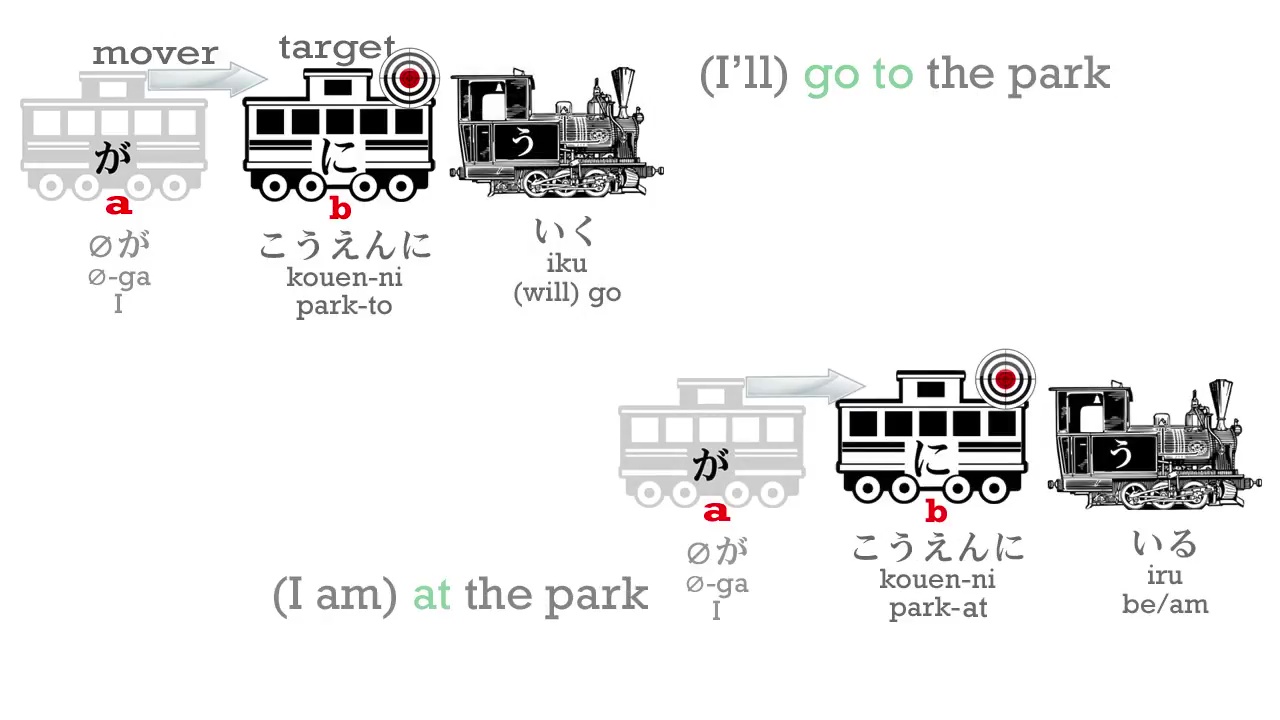 mover
target
(I'll) go to the park
が
に
う
a
b
∅が
∅-ga
I
こうえんに
kouen-ni
park-to
いく
iku
(will) go
が
に
う
a
b
∅が
∅-ga
I
こうえんに
kouen-ni
park-at
いる
iru
be/am
(I am) at the park